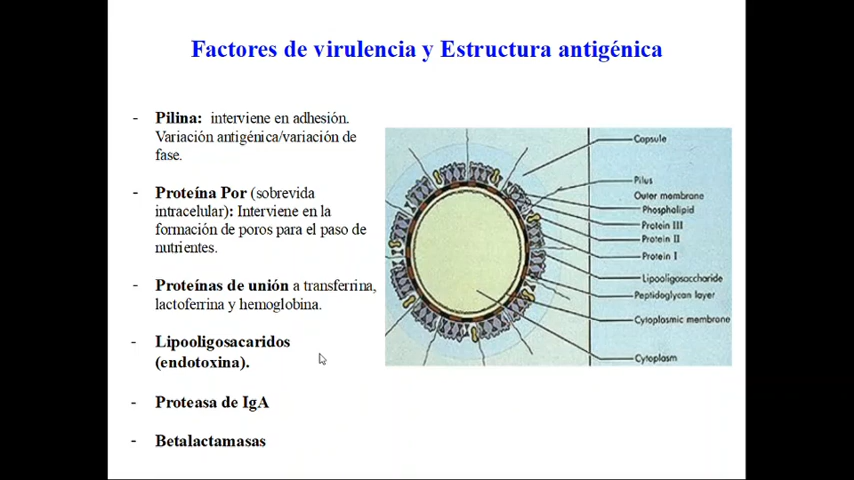 Factores de virulencia y Estructura antigénica
- Pilina: interviene en adhesión.
Variación antigénica/variación de
fase.
- Proteína Por (sobrevida
intracelular): Interviene en la
formación de poros para el paso de
nutrientes.
- Proteínas de unión a transferrina,
lactoferrina y hemoglobina.
- Lipooligosacaridos
(endotoxina).
- Proteasa de IgA
- Betalactamasas
Capsule
Pilus
Outer membrane
Phospholipid
Protein III
Protein II
Protein I
Lipooligosaccharide
Peptidoglycan layer
Cytoplasmic membrane
Cytoplasm